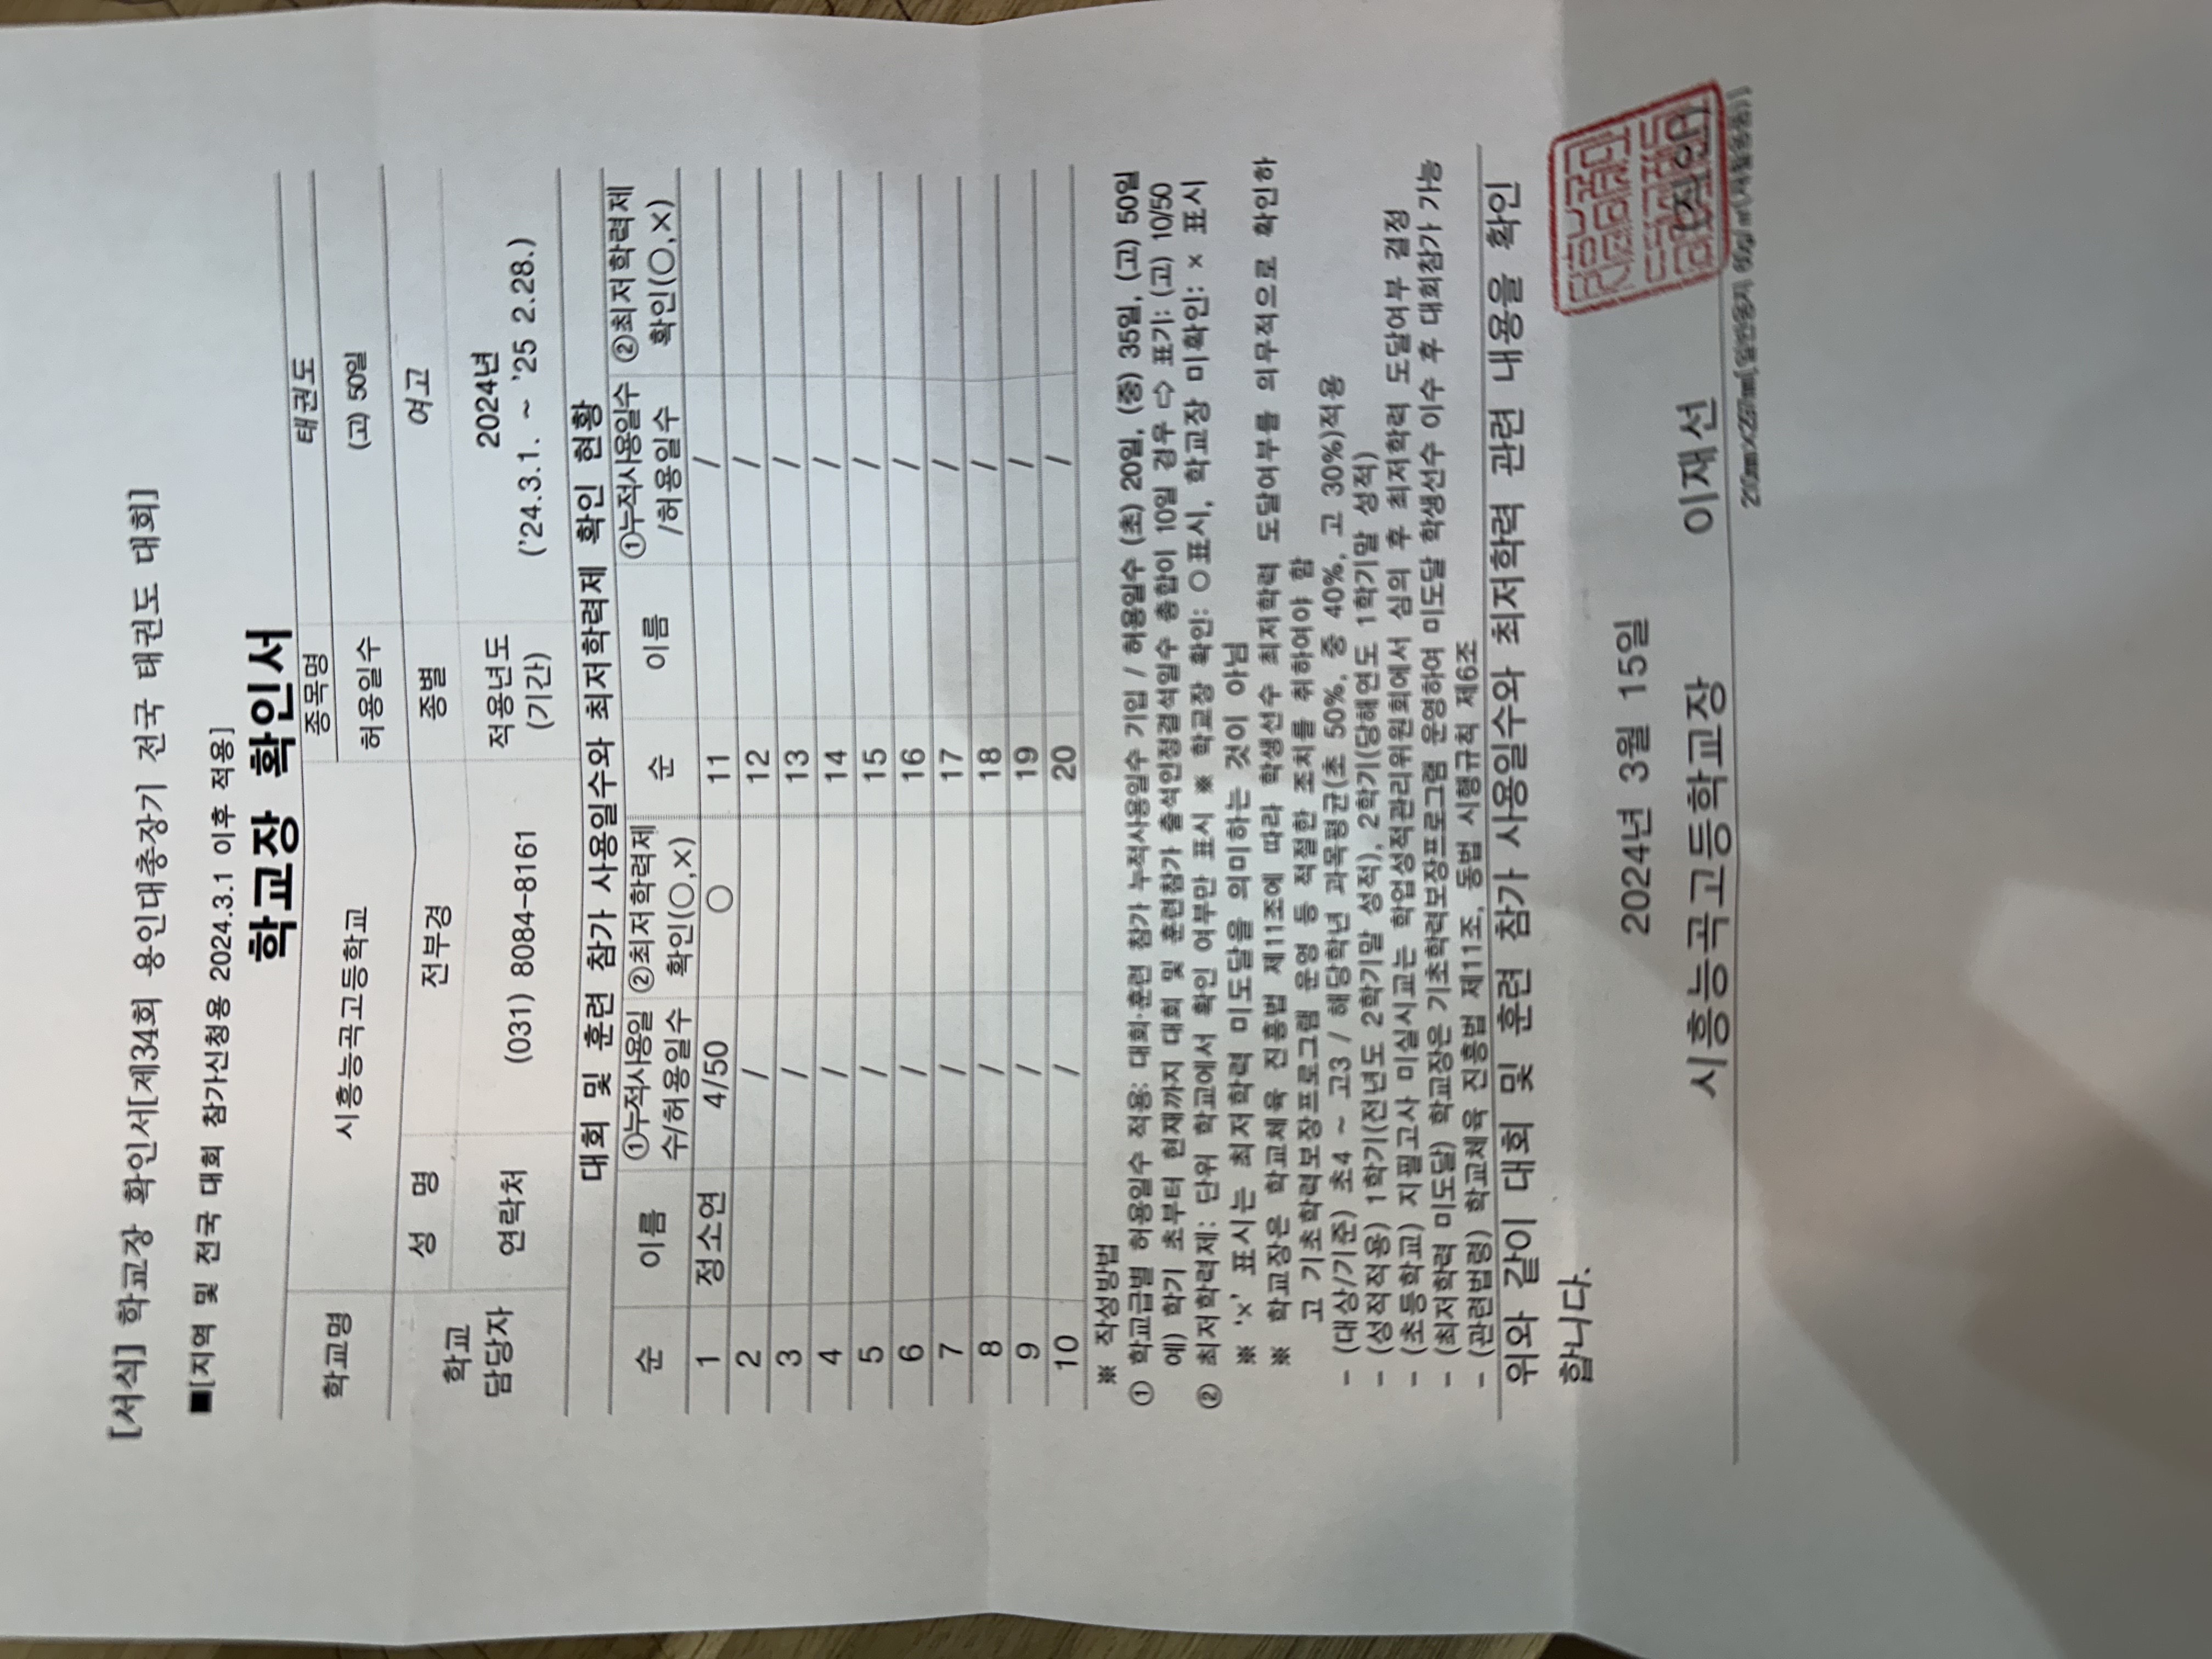 [서식] 학교장 확인서[제34회 용인대총장기 전국 태권도 대회]
■[지역 및 전국 대회 참가신청용 2024.3.1 이후 적용]
학교장 확인서
학교명 시흥능곡고등학교 종목명 태권도
허용일수 (고) 50일
학교 담당자 성 명 전부경 종별 여고
연락처 (031) 8084-8161 적용년도 (기간) 2024년 ('24.3.1. ~ '25 2.28.)
대회 및 훈련 참가 사용일수와 최저학력제 확인 현황
순 이름 ①누적사용일수/허용일수 ②최저학력제 확인(○,×) 순 이름 ①누적사용일수/허용일수 ②최저학력제 확인(○,×)
1 정소연 4/50 ○ 11 /
2 / 12 /
3 / 13 /
4 / 14 /
5 / 15 /
6 / 16 /
7 / 17 /
8 / 18 /
9 / 19 /
10 / 20 /
※ 작성방법
① 학교급별 허용일수 적용: 대회·훈련 참가 누적사용일수 기입 / 허용일수 (초) 20일, (중) 35일, (고) 50일
예) 학기 초부터 현재까지 대회 및 훈련참가 출석인정결석일수 총합이 10일 경우 ⇨ 표기: (고) 10/50
② 최저학력제: 단위 학교에서 확인 여부만 표시 ※ 학교장 확인: ○표시, 학교장 미확인: × 표시
※ '×' 표시는 최저학력 미도달을 의미하는 것이 아님
※ 학교장은 학교체육 진흥법 제11조에 따라 학생선수 최저학력 도달여부를 의무적으로 확인하
고 기초학력보장프로그램 운영 등 적절한 조치를 취하여야 함
- (대상/기준) 초4 ~ 고3 / 해당학년 과목평균(초 50%, 중 40%, 고 30%)적용
- (성적적용) 1학기(전년도 2학기말 성적), 2학기(당해연도 1학기말 성적)
- (초등학교) 지필고사 미실시교는 학업성적관리위원회에서 심의 후 최저학력 도달여부 결정
- (최저학력 미도달) 학교장은 기초학력보장프로그램 운영하여 미도달 학생선수 이수 후 대회참가 가능
- (관련법령) 학교체육 진흥법 제11조, 동법 시행규칙 제6조
위와 같이 대회 및 훈련 참가 사용일수와 최저학력 관련 내용을 확인
합니다.
2024년 3월 15일
시흥능곡고등학교장 이재선 (직인)
210mm×297mm[일반용지 60g/㎡(재활용품)]